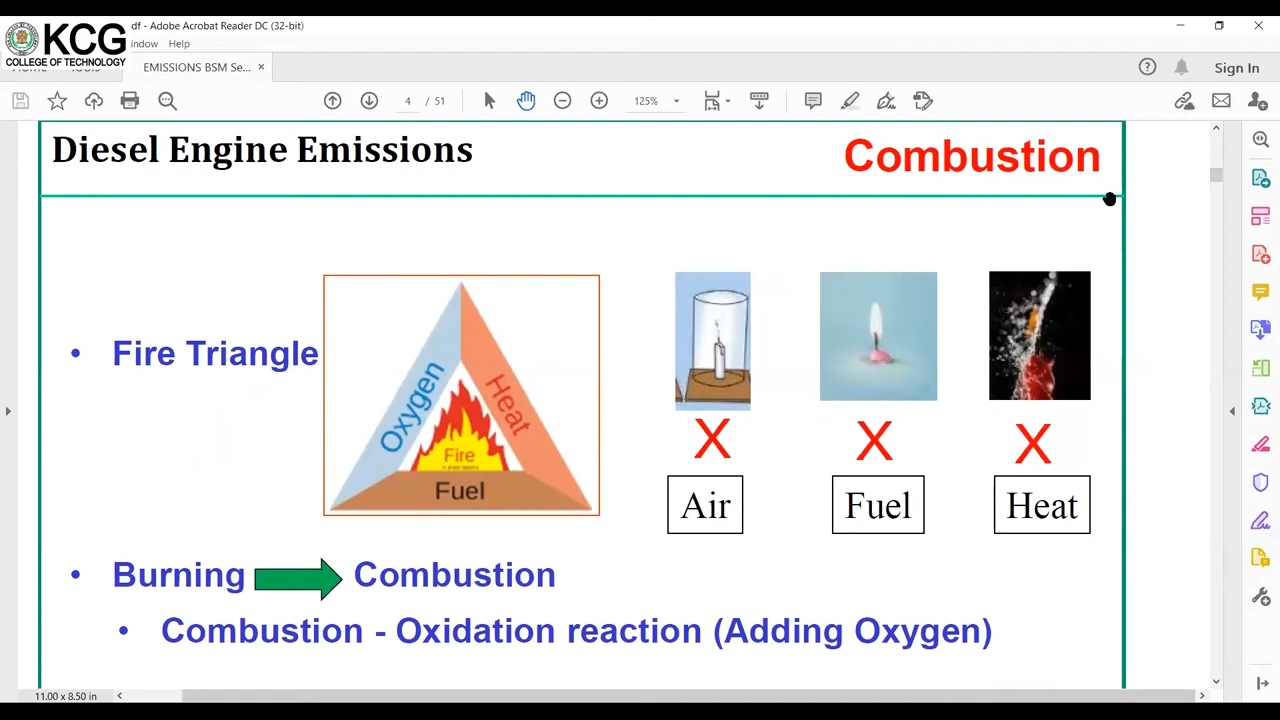 KCG
COLLEGE OF TECHNOLOGY
df - Adobe Acrobat Reader DC (32-bit)
indow Help
EMISSIONS BSM Se... ×
Sign In
4 / 51
125%
Diesel Engine Emissions
Combustion
• Fire Triangle
Oxygen
Heat
Fire
Fuel
X X X
Air Fuel Heat
• Burning Combustion
• Combustion - Oxidation reaction (Adding Oxygen)
11.00 x 8.50 in